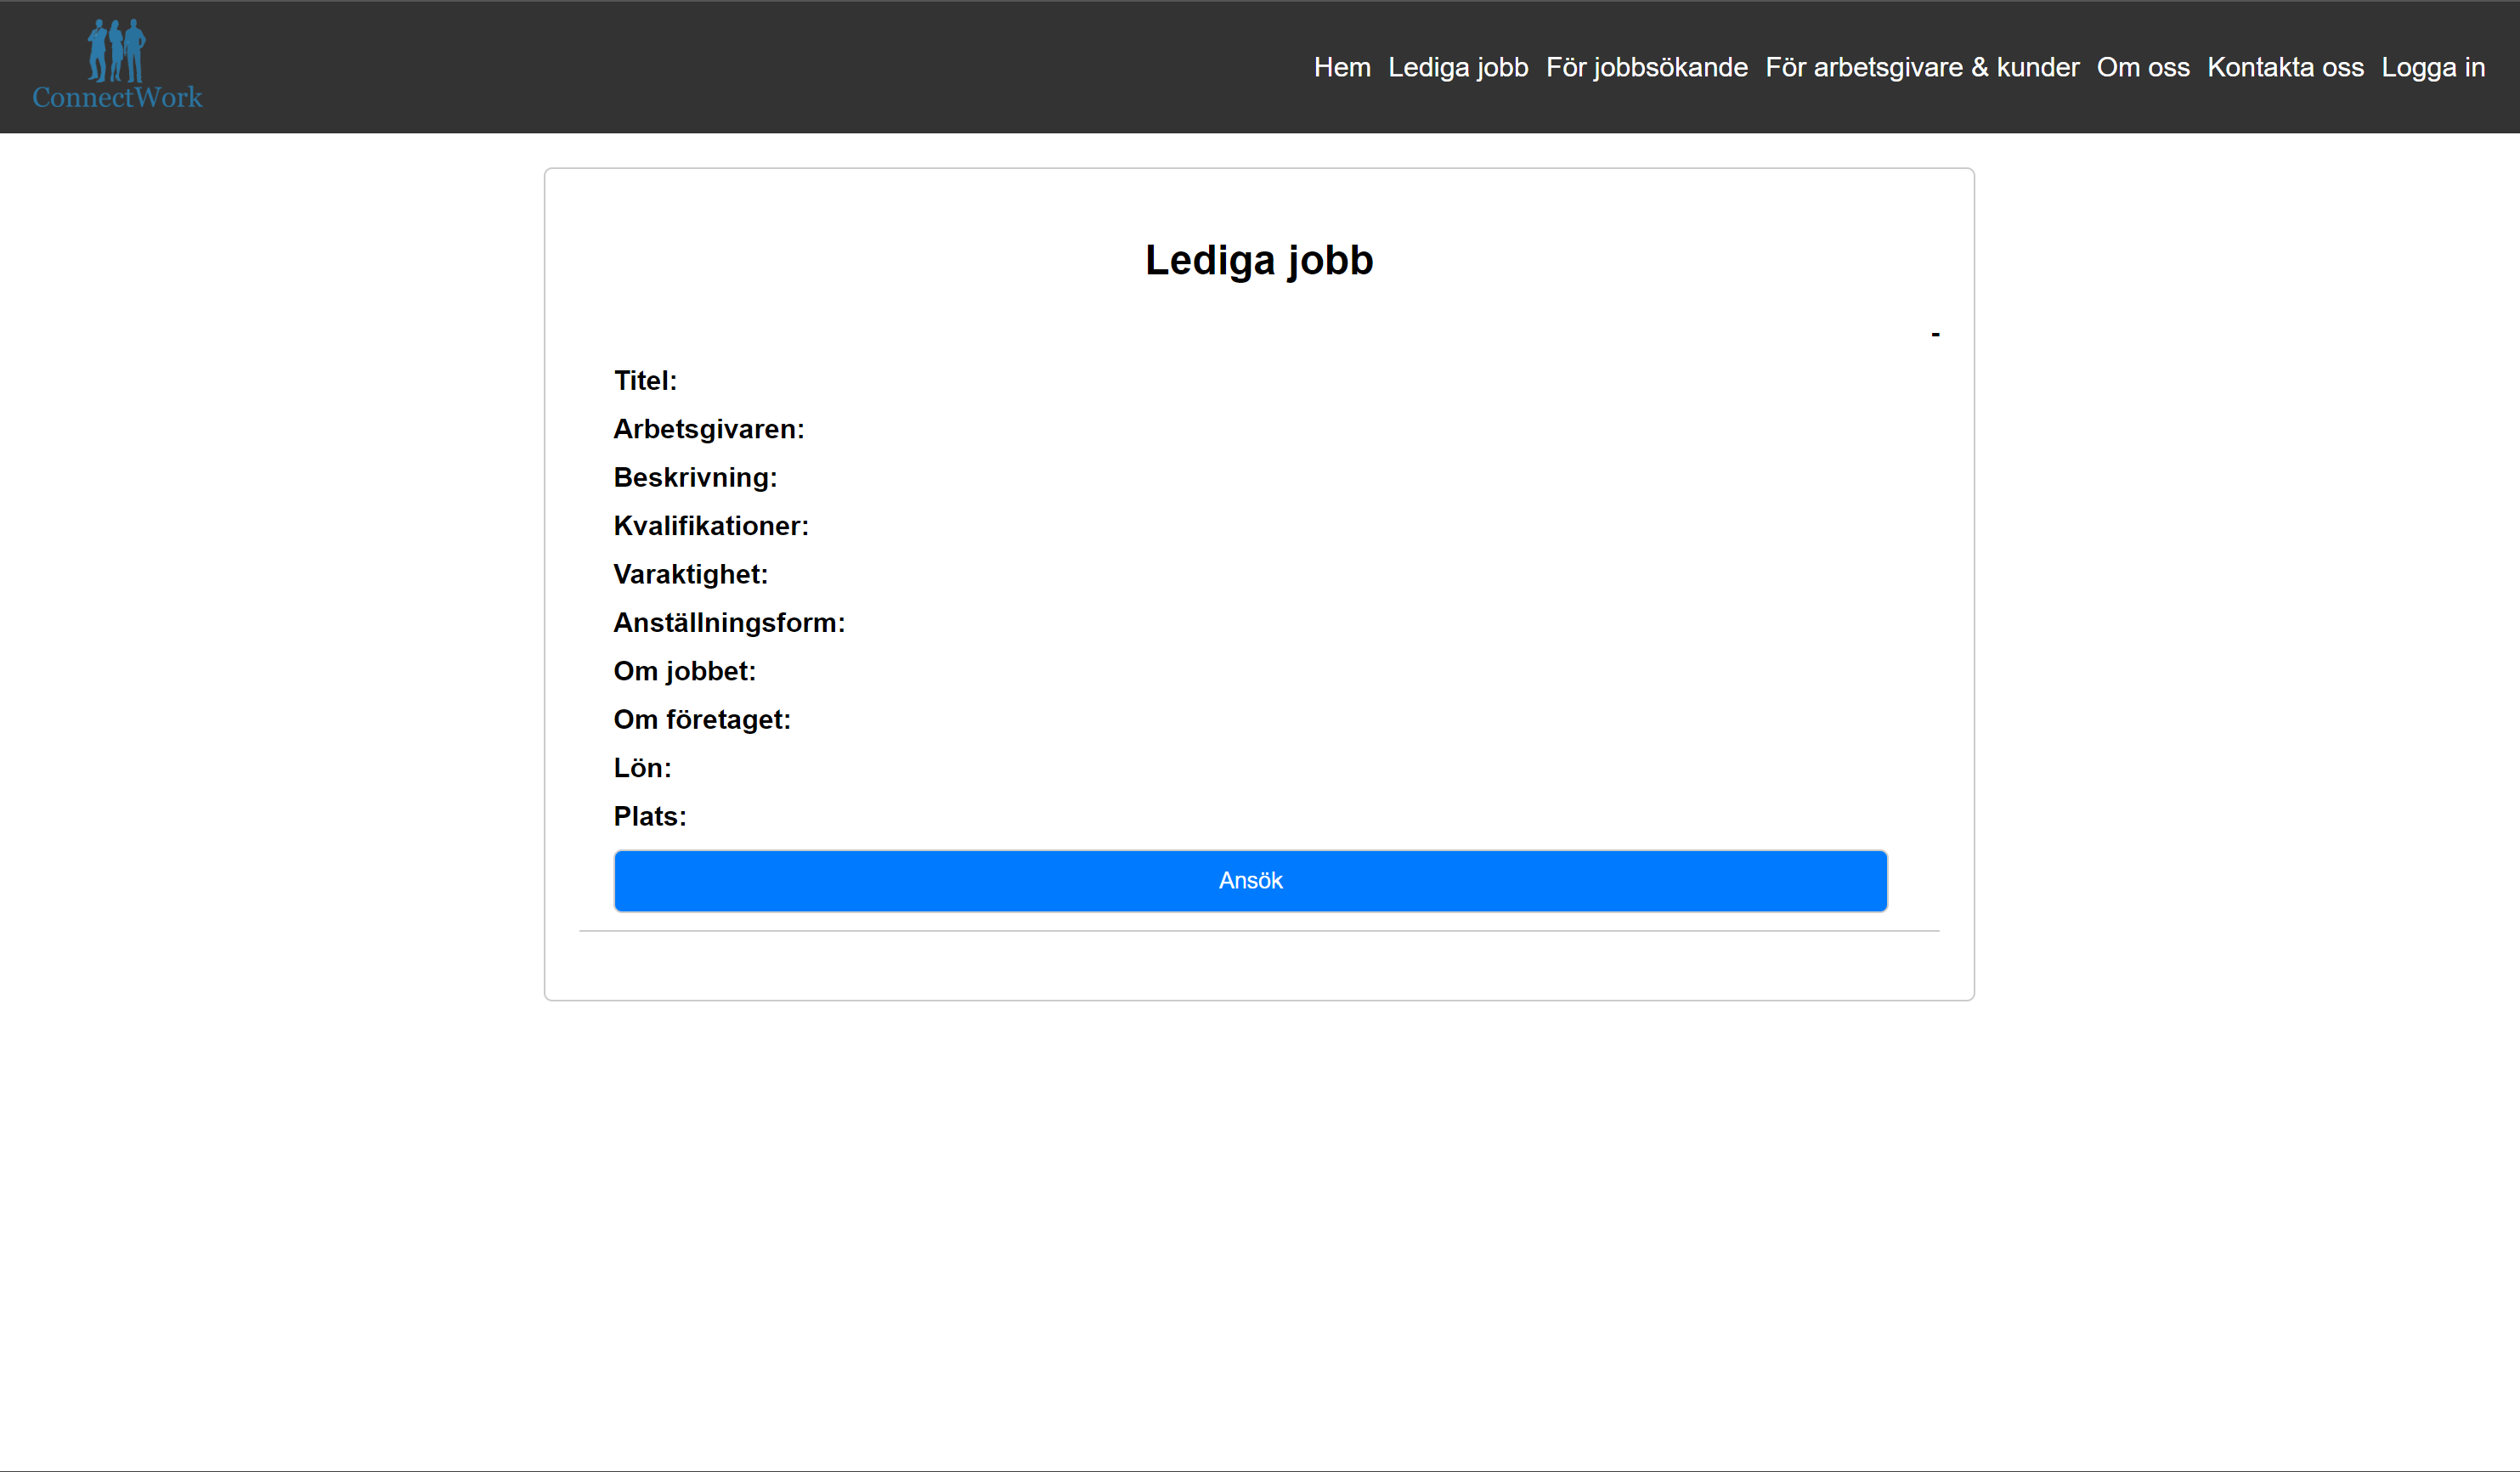 ConnectWork
Hem Lediga jobb För jobbsökande För arbetsgivare & kunder Om oss Kontakta oss Logga in
Lediga jobb
-
Titel:
Arbetsgivaren:
Beskrivning:
Kvalifikationer:
Varaktighet:
Anställningsform:
Om jobbet:
Om företaget:
Lön:
Plats:
Ansök